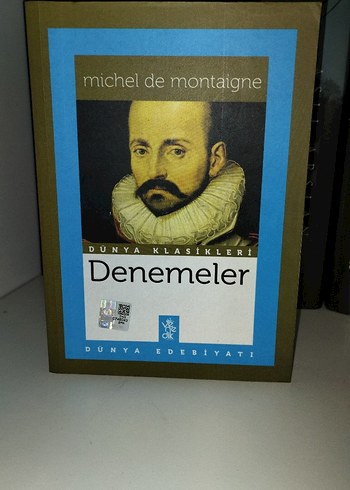 michel de montaigne
DÜNYA KLASİKLERİ
Denemeler
DÜNYA EDEBİYATI